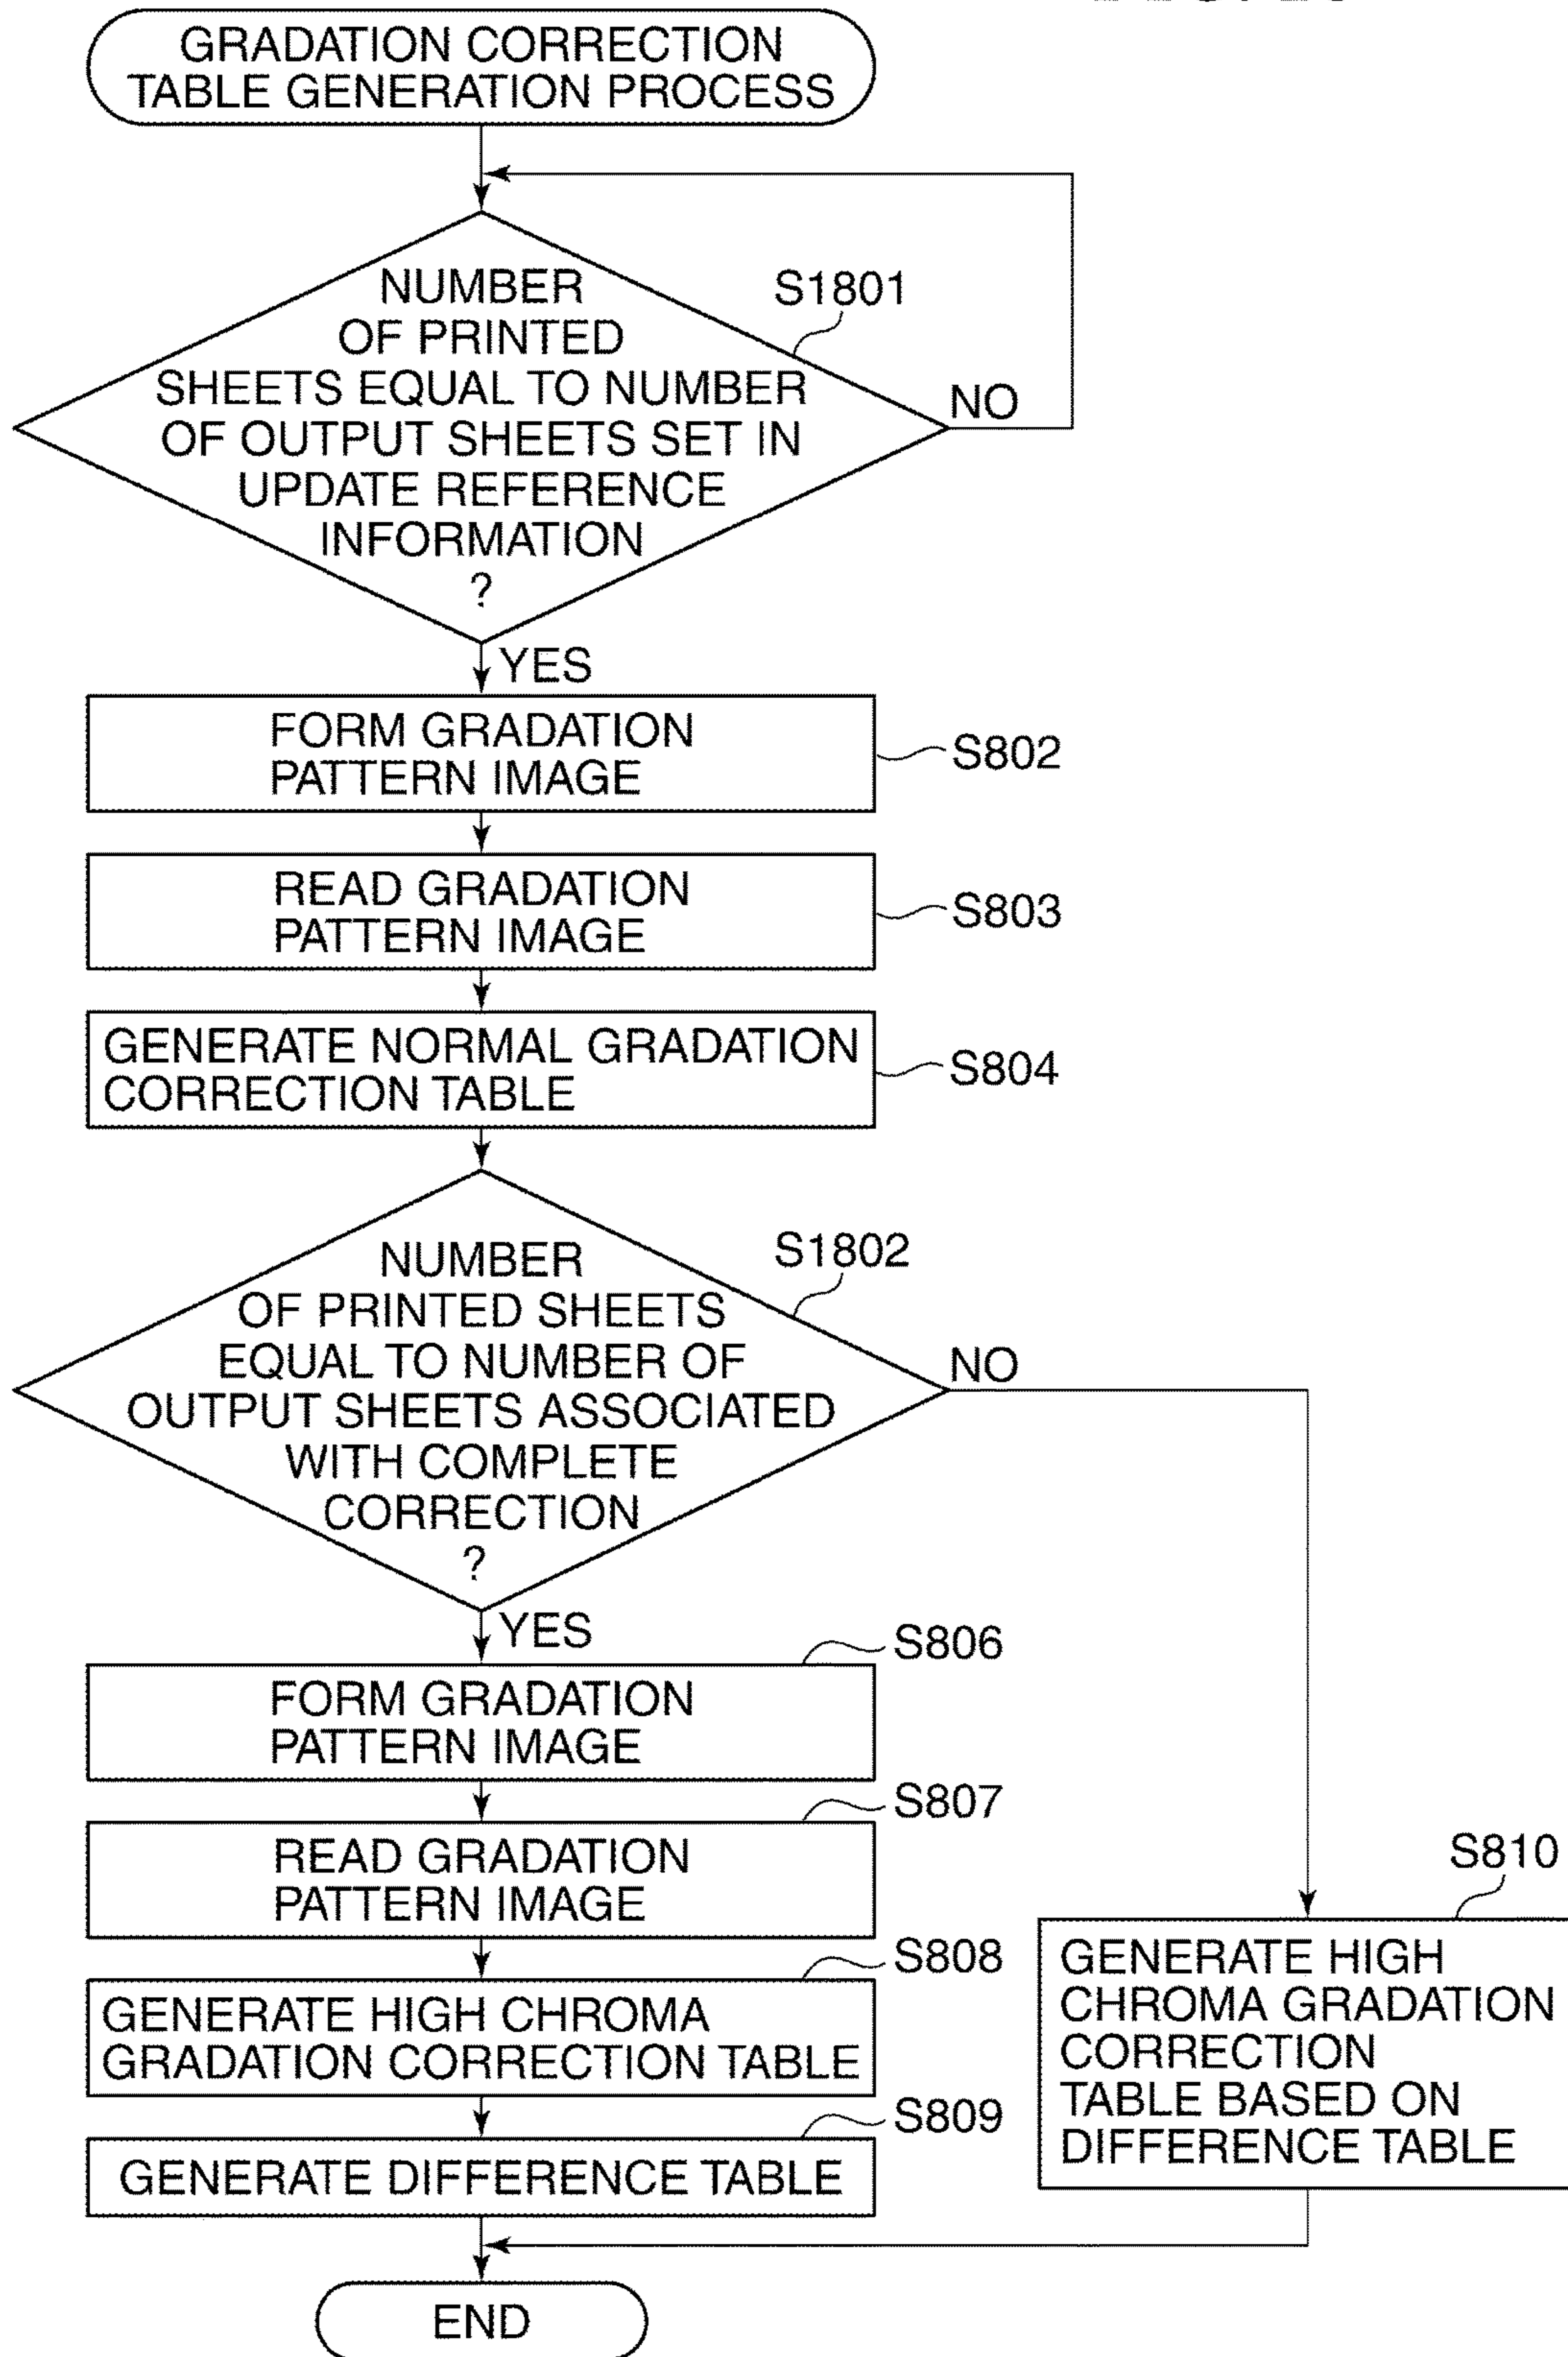 GRADATION CORRECTION
TABLE GENERATION PROCESS
S1801
NUMBER
OF PRINTED
SHEETS EQUAL TO NUMBER
OF OUTPUT SHEETS SET IN
UPDATE REFERENCE
INFORMATION
?
NO
YES
FORM GRADATION
PATTERN IMAGE
S802
READ GRADATION
PATTERN IMAGE
S803
GENERATE NORMAL GRADATION
CORRECTION TABLE
S804
S1802
NUMBER
OF PRINTED SHEETS
EQUAL TO NUMBER OF
OUTPUT SHEETS ASSOCIATED
WITH COMPLETE
CORRECTION
?
NO
YES
S806
FORM GRADATION
PATTERN IMAGE
S807
READ GRADATION
PATTERN IMAGE
S808
GENERATE HIGH CHROMA
GRADATION CORRECTION TABLE
S809
GENERATE DIFFERENCE TABLE
S810
GENERATE HIGH
CHROMA GRADATION
CORRECTION
TABLE BASED ON
DIFFERENCE TABLE
END